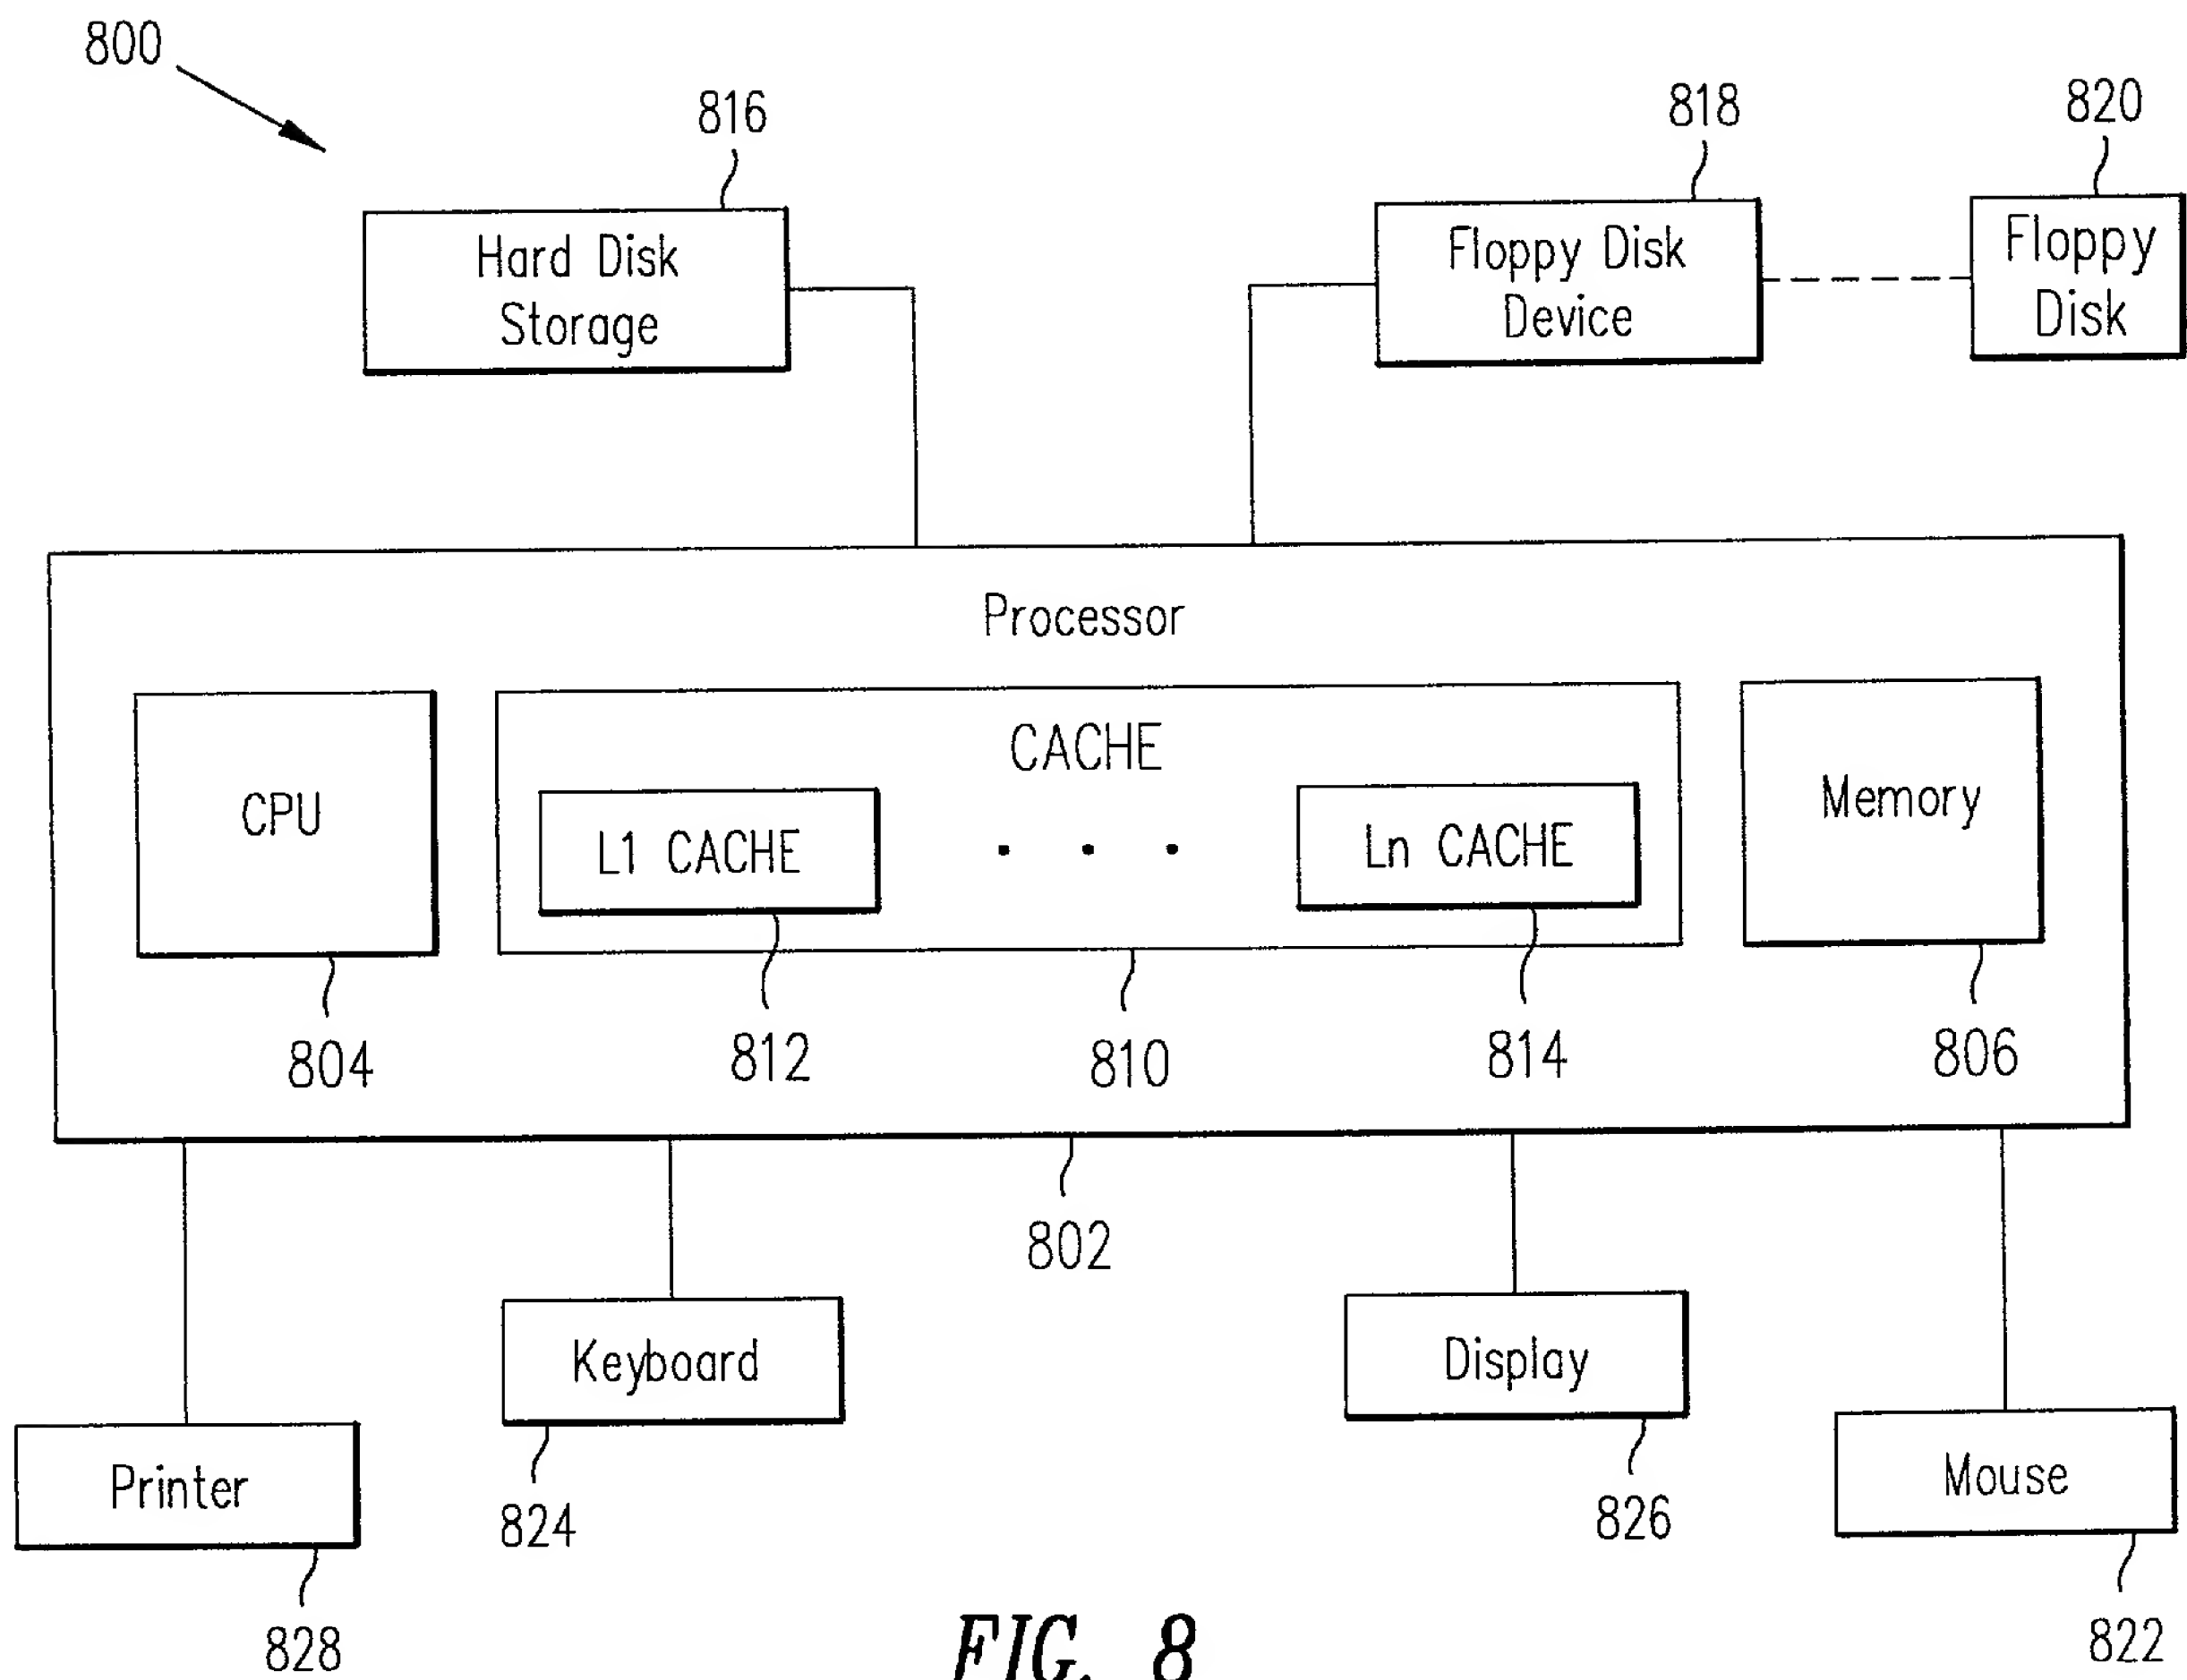 800
816
818
820
Hard Disk
Storage
Floppy Disk
Device
Floppy
Disk
Processor
CPU
CACHE
L1 CACHE
. . .
Ln CACHE
Memory
804
812
810
814
806
802
Keyboard
Display
Printer
Mouse
824
826
828
822
FIG. 8